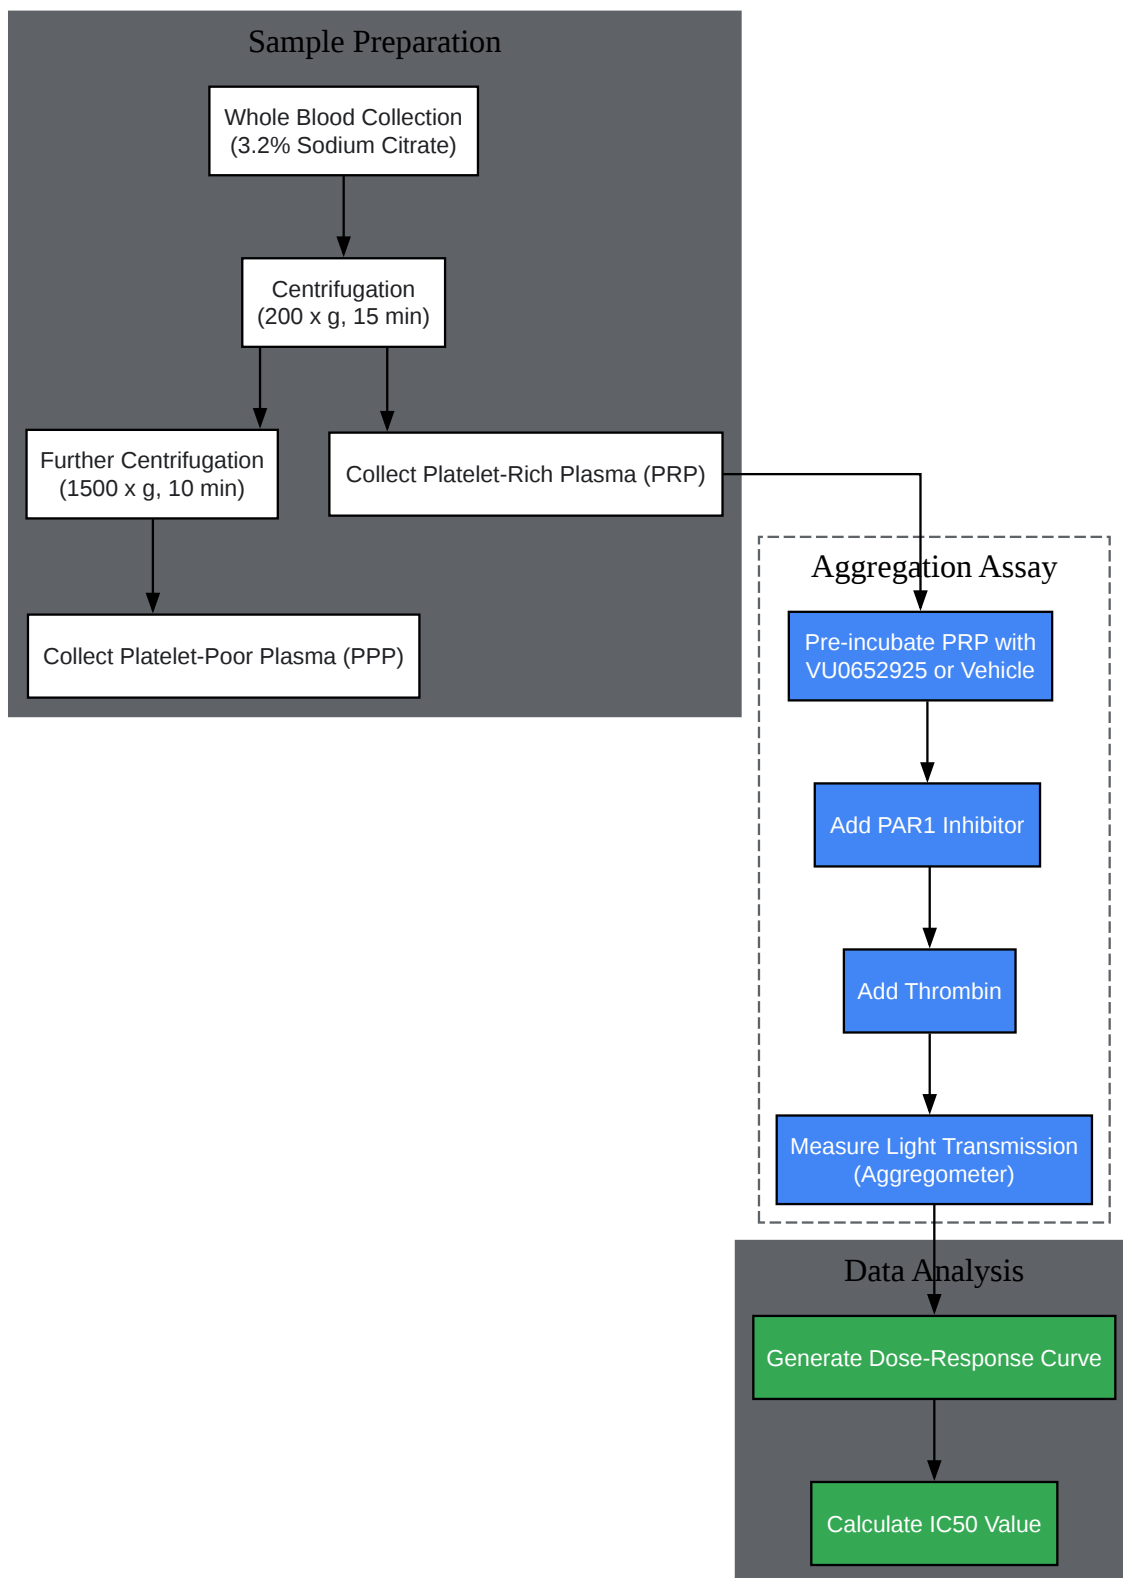 Sample Preparation
Whole Blood Collection
(3.2% Sodium Citrate)
Centrifugation
(200 x g, 15 min)
Further Centrifugation
(1500 x g, 10 min)
Collect Platelet-Rich Plasma (PRP)
Collect Platelet-Poor Plasma (PPP)
Aggregation Assay
Pre-incubate PRP with
VU0652925 or Vehicle
Add PAR1 Inhibitor
Add Thrombin
Measure Light Transmission
(Aggregometer)
Data Analysis
Generate Dose-Response Curve
Calculate IC50 Value